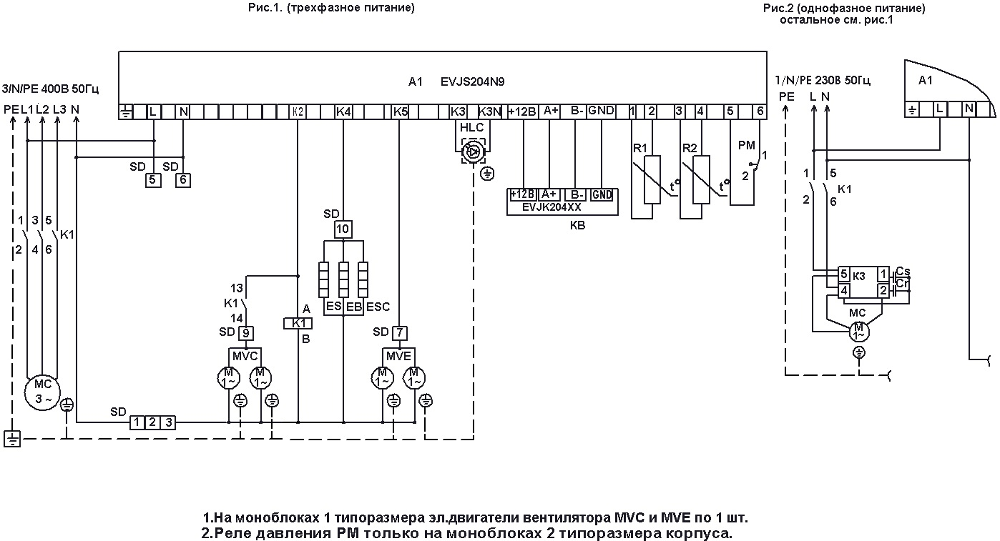 Рис.1. (трехфазное питание)
Рис.2 (однофазное питание)
остальное см. рис.1
A1 EVJS204N9
3/N/PE 400В 50Гц
PE L1 L2 L3 N
L N K2 K4 K5 K3 K3N +12В A+ B- GND 1 2 3 4 5 6
HLC
SD SD
5 6
R1 R2 PM 1
2
t° t°
+12В A+ B- GND
EVJK204XX
КВ
SD
10
1 3 5
K1
2 4 6
ES EB ESC
13
K1
14
A
K1
B
SD 9
SD 7
MVC
MVE
M 1~ M 1~
M 1~ M 1~
MC
3 ~
SD
1 2 3
1/N/PE 230В 50Гц
PE L N
A1
L N
1 5
K1
2 6
5 К3 1 Cs
4 2 Cr
MC
M
1~
1.На моноблоках 1 типоразмера эл.двигатели вентилятора MVC и MVE по 1 шт.
2.Реле давления РМ только на моноблоках 2 типоразмера корпуса.